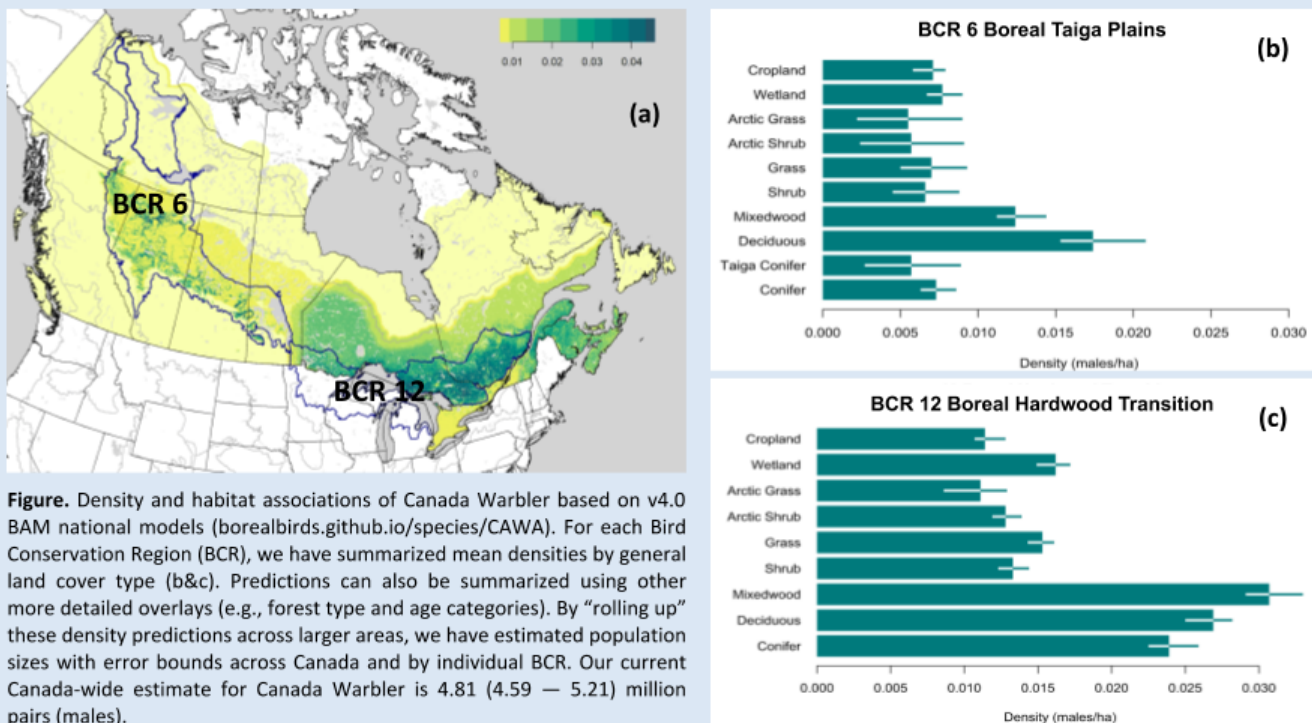 0.01 0.02 0.03 0.04
(a)
BCR 6
BCR 12
Figure. Density and habitat associations of Canada Warbler based on v4.0
BAM national models (borealbirds.github.io/species/CAWA). For each Bird
Conservation Region (BCR), we have summarized mean densities by general
land cover type (b&c). Predictions can also be summarized using other
more detailed overlays (e.g., forest type and age categories). By “rolling up”
these density predictions across larger areas, we have estimated population
sizes with error bounds across Canada and by individual BCR. Our current
Canada-wide estimate for Canada Warbler is 4.81 (4.59 — 5.21) million
pairs (males).
BCR 6 Boreal Taiga Plains
(b)
Cropland
Wetland
Arctic Grass
Arctic Shrub
Grass
Shrub
Mixedwood
Deciduous
Taiga Conifer
Conifer
0.000 0.005 0.010 0.015 0.020 0.025 0.030
Density (males/ha)
BCR 12 Boreal Hardwood Transition
(c)
Cropland
Wetland
Arctic Grass
Arctic Shrub
Grass
Shrub
Mixedwood
Deciduous
Conifer
0.000 0.005 0.010 0.015 0.020 0.025 0.030
Density (males/ha)